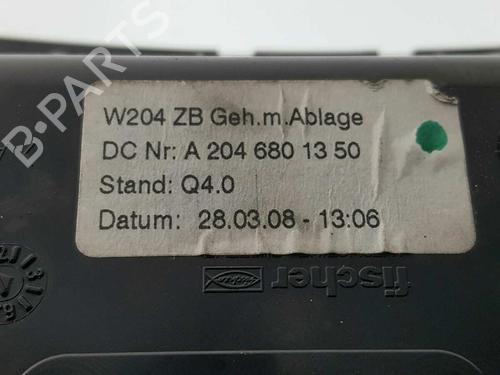 W204 ZB Geh.m.Ablage
DC Nr: A 204 680 13 50
Stand: Q4.0
Datum: 28.03.08 - 13:06
fischer